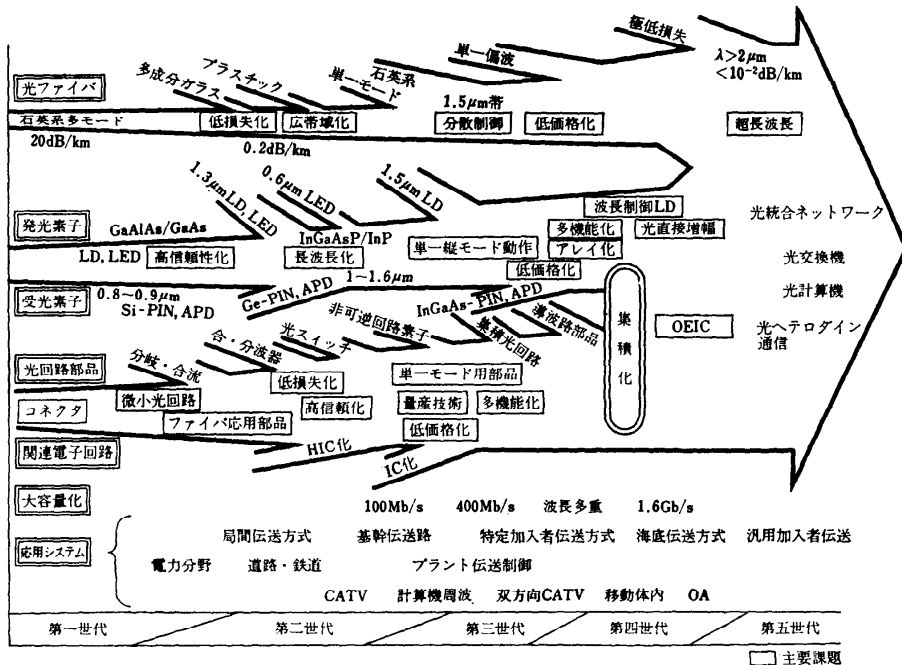 極低損失
λ>2μm
<10⁻²dB/km
単一偏波
石英系
単一モード
プラスチック
多成分ガラス
光ファイバ
1.5μm帯
石英系多モード
低損失化
広帯域化
分散制御
低価格化
超長波長
20dB/km
0.2dB/km
1.3μmLD, LED
0.6μm LED
1.5μm LD
発光素子
GaAlAs/GaAs
InGaAsP/InP
波長制御LD
光統合ネットワーク
多機能化
光直接増幅
LD, LED
高信頼性化
長波長化
単一縦モード動作
アレイ化
光交換機
低価格化
受光素子
0.8~0.9μm
Si-PIN, APD
Ge-PIN, APD
1~1.6μm
InGaAs-PIN, APD
光計算機
集積化
OEIC
光ヘテロダイン
通信
非可逆回路素子
集積光回路
導波路部品
光スイッチ
合・分波器
分岐・合流
光回路部品
低損失化
単一モード用部品
コネクタ
微小光回路
高信頼化
量産技術
多機能化
ファイバ応用部品
低価格化
関連電子回路
HIC化
IC化
大容量化
100Mb/s
400Mb/s
波長多重
1.6Gb/s
応用システム
局間伝送方式
基幹伝送路
特定加入者伝送方式
海底伝送方式
汎用加入者伝送
電力分野
道路・鉄道
プラント伝送制御
CATV
計算機周波
双方向CATV
移動体内
OA
第一世代
第二世代
第三世代
第四世代
第五世代
主要課題